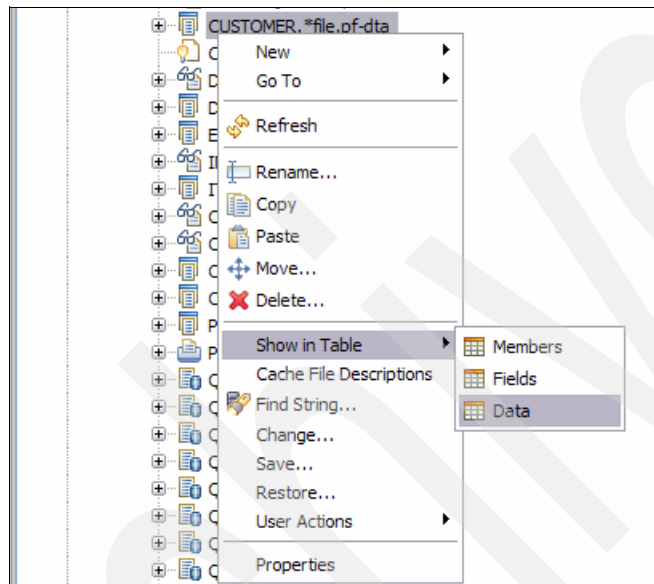 CUSTOMER.*file.pf-dta
New
Go To
Refresh
Rename...
Copy
Paste
Move...
Delete...
Show in Table
Members
Cache File Descriptions
Fields
Find String...
Data
Change...
Save...
Restore...
User Actions
Properties